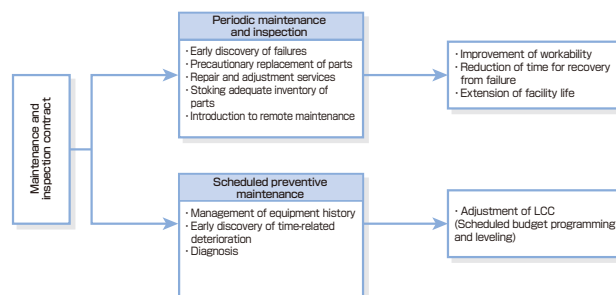 Maintenance and
inspection contract
Periodic maintenance
and inspection
· Early discovery of failures
· Precautionary replacement of parts
· Repair and adjustment services
· Stoking adequate inventory of
parts
· Introduction to remote maintenance
· Improvement of workability
· Reduction of time for recovery
from failure
· Extension of facility life
Scheduled preventive
maintenance
· Management of equipment history
· Early discovery of time-related
deterioration
· Diagnosis
· Adjustment of LCC
(Scheduled budget programming
and leveling)